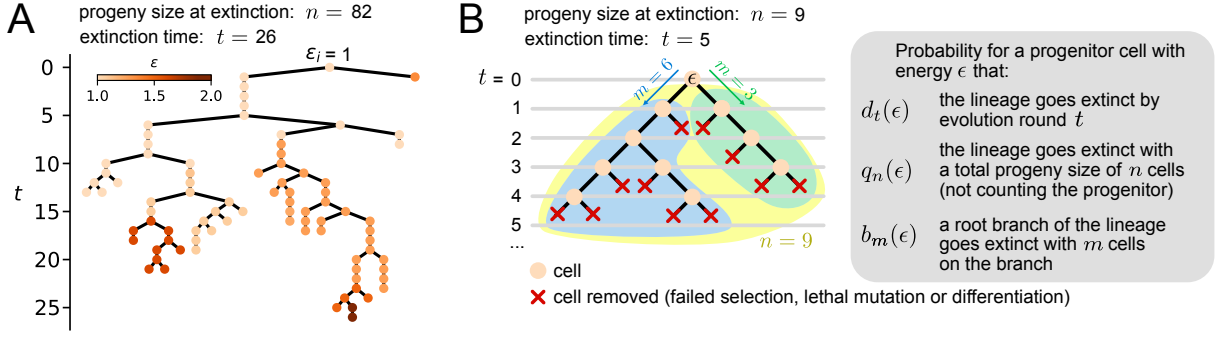 A
progeny size at extinction: n = 82
extinction time: t = 26
ε_i = 1
ε
1.0 1.5 2.0
0
5
10
15
20
25
t
B
progeny size at extinction: n = 9
extinction time: t = 5
t = 0
1
2
3
4
5
...
ϵ
m = 6
m = 3
n = 9
cell
cell removed (failed selection, lethal mutation or differentiation)
Probability for a progenitor cell with
energy ϵ that:
d_t(ϵ) the lineage goes extinct by
evolution round t
q_n(ϵ) the lineage goes extinct with
a total progeny size of n cells
(not counting the progenitor)
b_m(ϵ) a root branch of the lineage
goes extinct with m cells
on the branch